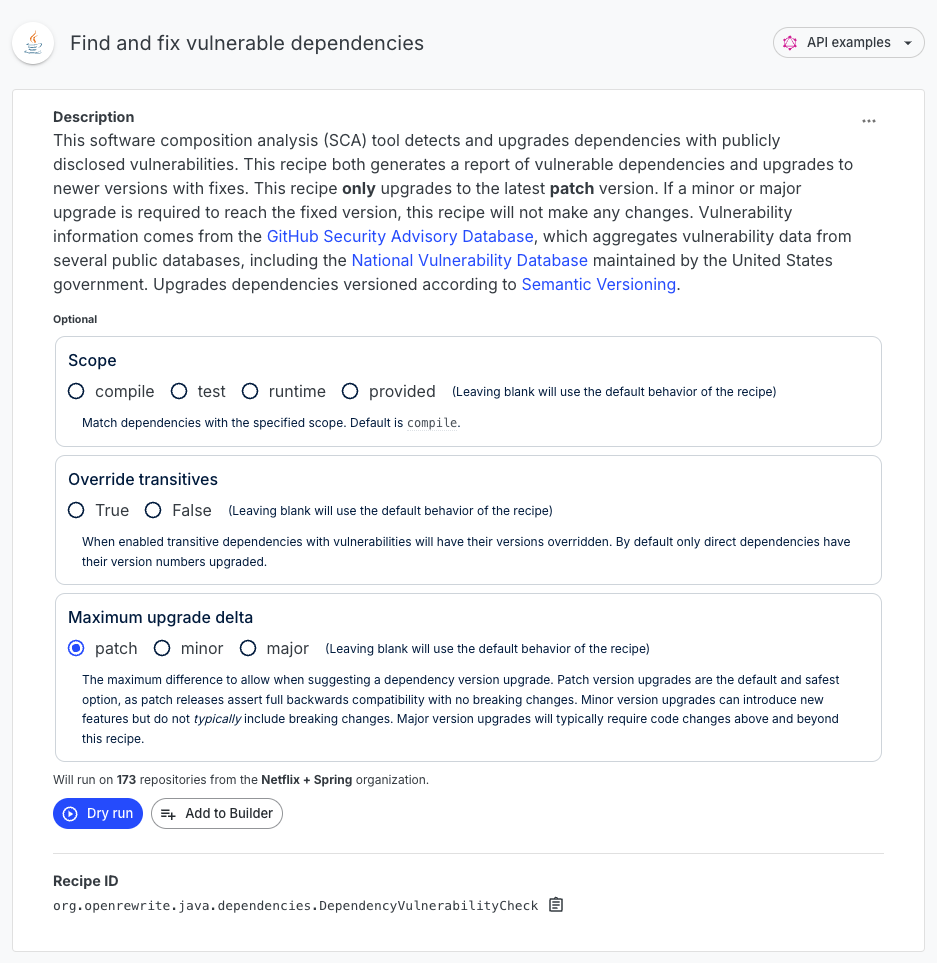 Find and fix vulnerable dependencies
API examples
Description
...
This software composition analysis (SCA) tool detects and upgrades dependencies with publicly
disclosed vulnerabilities. This recipe both generates a report of vulnerable dependencies and upgrades to
newer versions with fixes. This recipe only upgrades to the latest patch version. If a minor or major
upgrade is required to reach the fixed version, this recipe will not make any changes. Vulnerability
information comes from the GitHub Security Advisory Database, which aggregates vulnerability data from
several public databases, including the National Vulnerability Database maintained by the United States
government. Upgrades dependencies versioned according to Semantic Versioning.
Optional
Scope
compile test runtime provided (Leaving blank will use the default behavior of the recipe)
Match dependencies with the specified scope. Default is compile.
Override transitives
True False (Leaving blank will use the default behavior of the recipe)
When enabled transitive dependencies with vulnerabilities will have their versions overridden. By default only direct dependencies have
their version numbers upgraded.
Maximum upgrade delta
patch minor major (Leaving blank will use the default behavior of the recipe)
The maximum difference to allow when suggesting a dependency version upgrade. Patch version upgrades are the default and safest
option, as patch releases assert full backwards compatibility with no breaking changes. Minor version upgrades can introduce new
features but do not typically include breaking changes. Major version upgrades will typically require code changes above and beyond
this recipe.
Will run on 173 repositories from the Netflix + Spring organization.
Dry run Add to Builder
Recipe ID
org.openrewrite.java.dependencies.DependencyVulnerabilityCheck